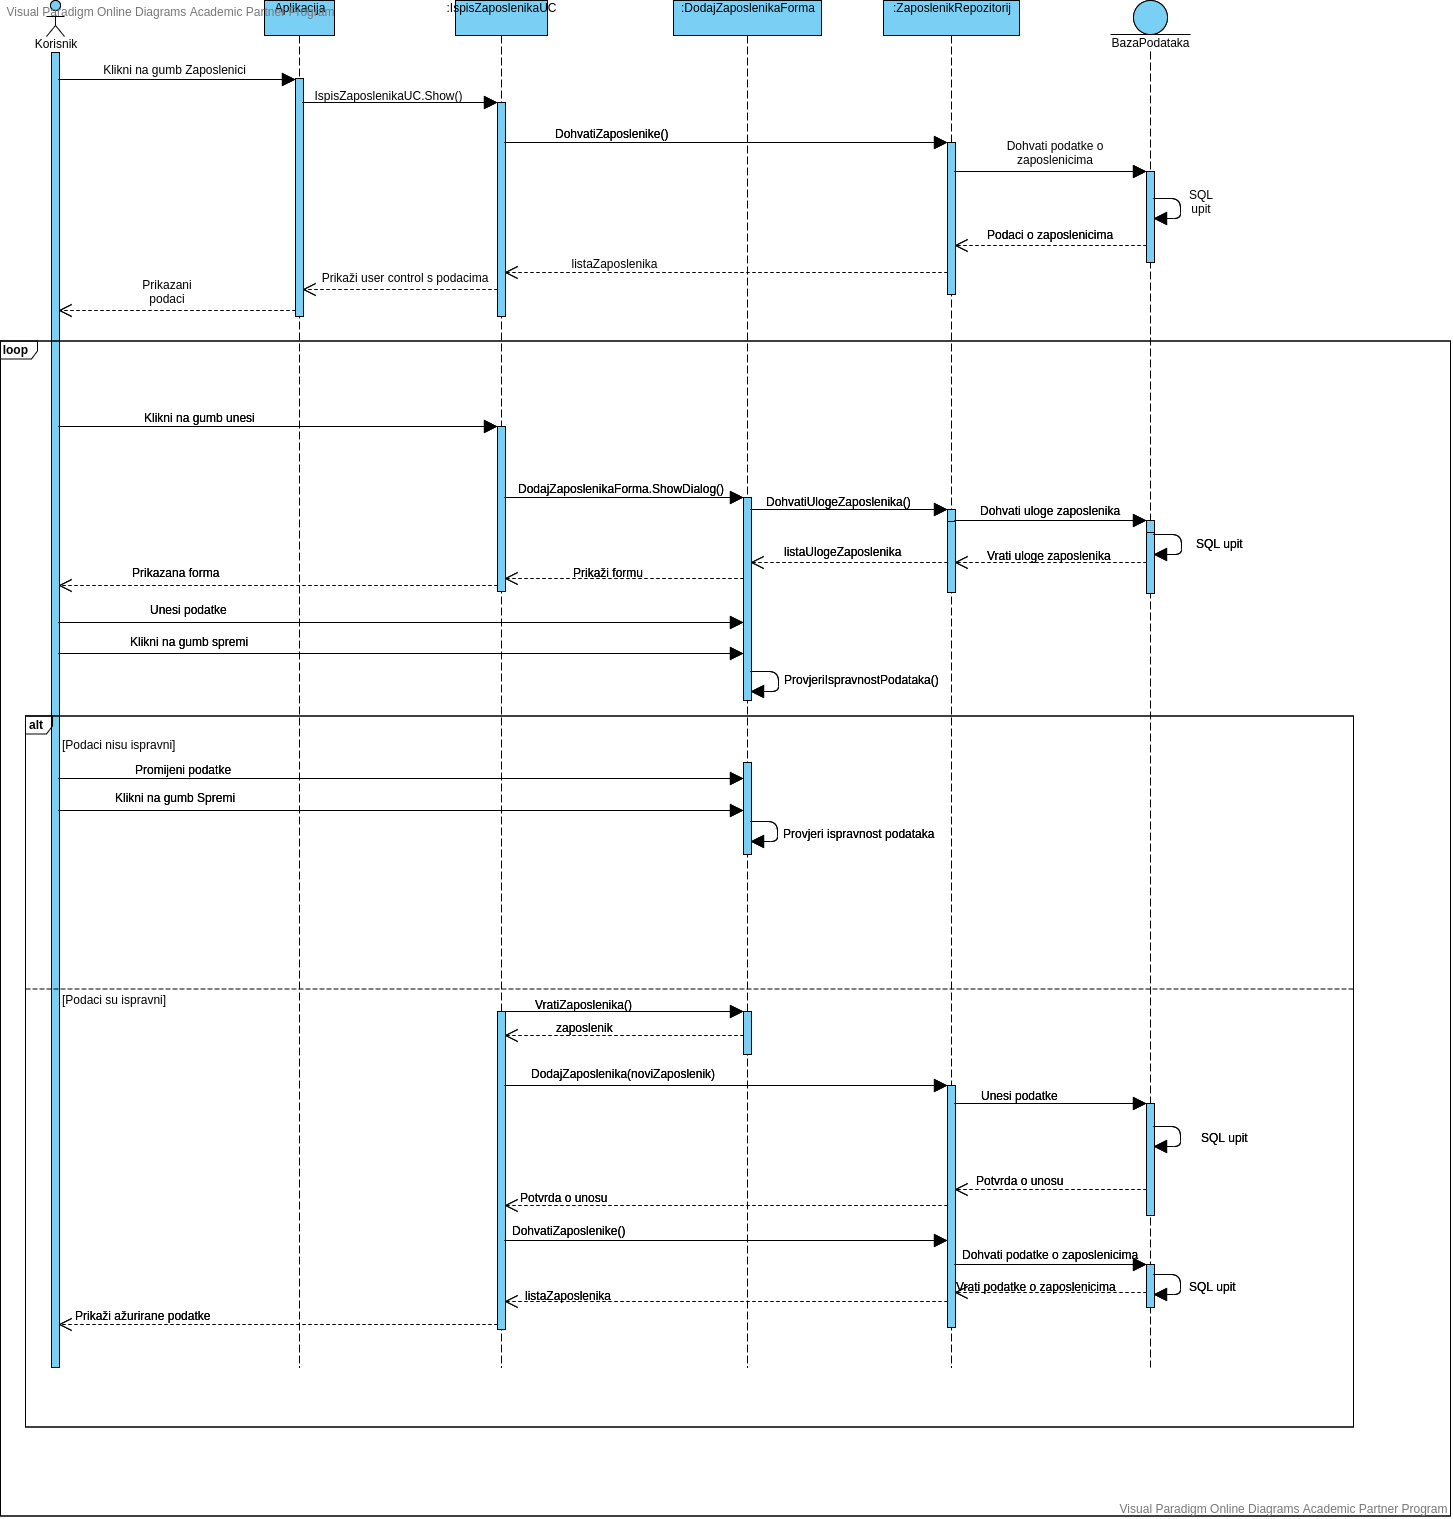 Visual Paradigm Online Diagrams Academic Partner Program
Aplikacija
:IspisZaposlenikaUC
:DodajZaposlenikaForma
:ZaposlenikRepozitorij
Korisnik
BazaPodataka
Klikni na gumb Zaposlenici
IspisZaposlenikaUC.Show()
DohvatiZaposlenike()
Dohvati podatke o
zaposlenicima
SQL
upit
Podaci o zaposlenicima
listaZaposlenika
Prikaži user control s podacima
Prikazani
podaci
loop
Klikni na gumb unesi
DodajZaposlenikaForma.ShowDialog()
DohvatiUlogeZaposlenika()
Dohvati uloge zaposlenika
SQL upit
listaUlogeZaposlenika
Vrati uloge zaposlenika
Prikazana forma
Prikaži formu
Unesi podatke
Klikni na gumb spremi
ProvjeriIspravnostPodataka()
alt
[Podaci nisu ispravni]
Promijeni podatke
Klikni na gumb Spremi
Provjeri ispravnost podataka
[Podaci su ispravni]
VratiZaposlenika()
zaposlenik
DodajZaposlenika(noviZaposlenik)
Unesi podatke
SQL upit
Potvrda o unosu
Potvrda o unosu
DohvatiZaposlenike()
Dohvati podatke o zaposlenicima
Vrati podatke o zaposlenicima
SQL upit
listaZaposlenika
Prikaži ažurirane podatke
Visual Paradigm Online Diagrams Academic Partner Program